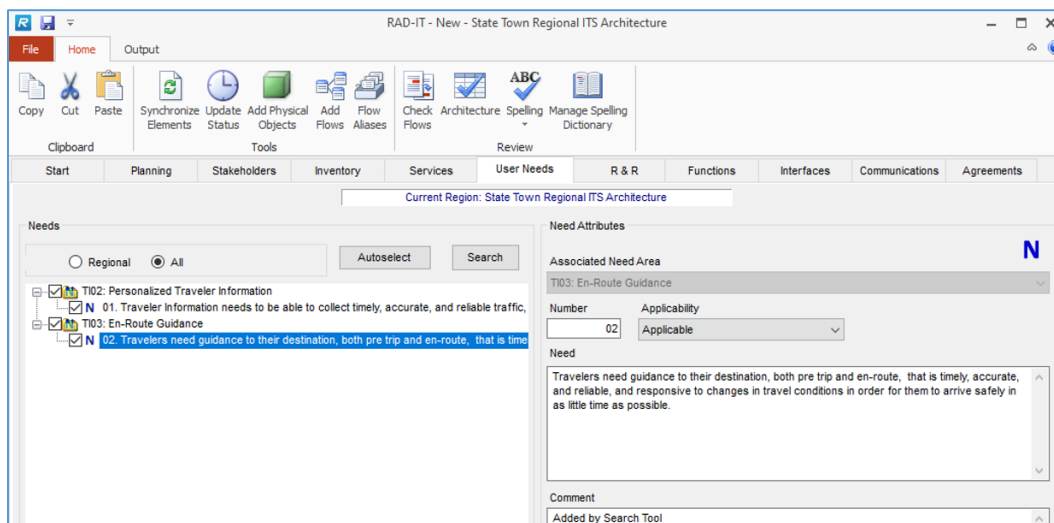 RAD-IT - New - State Town Regional ITS Architecture
File Home Output
Copy Cut Paste Synchronize Elements Update Status Add Physical Objects Add Flows Flow Aliases Check Flows Architecture Spelling Manage Spelling Dictionary
Clipboard Tools Review
Start Planning Stakeholders Inventory Services User Needs R & R Functions Interfaces Communications Agreements
Current Region: State Town Regional ITS Architecture
Needs
Regional All Autoselect Search
TI02: Personalized Traveler Information
N 01. Traveler Information needs to be able to collect timely, accurate, and reliable traffic,
TI03: En-Route Guidance
N 02. Travelers need guidance to their destination, both pre trip and en-route, that is time
Need Attributes
N
Associated Need Area
TI03: En-Route Guidance
Number Applicability
02 Applicable
Need
Travelers need guidance to their destination, both pre trip and en-route, that is timely, accurate,
and reliable, and responsive to changes in travel conditions in order for them to arrive safely in
as little time as possible.
Comment
Added by Search Tool